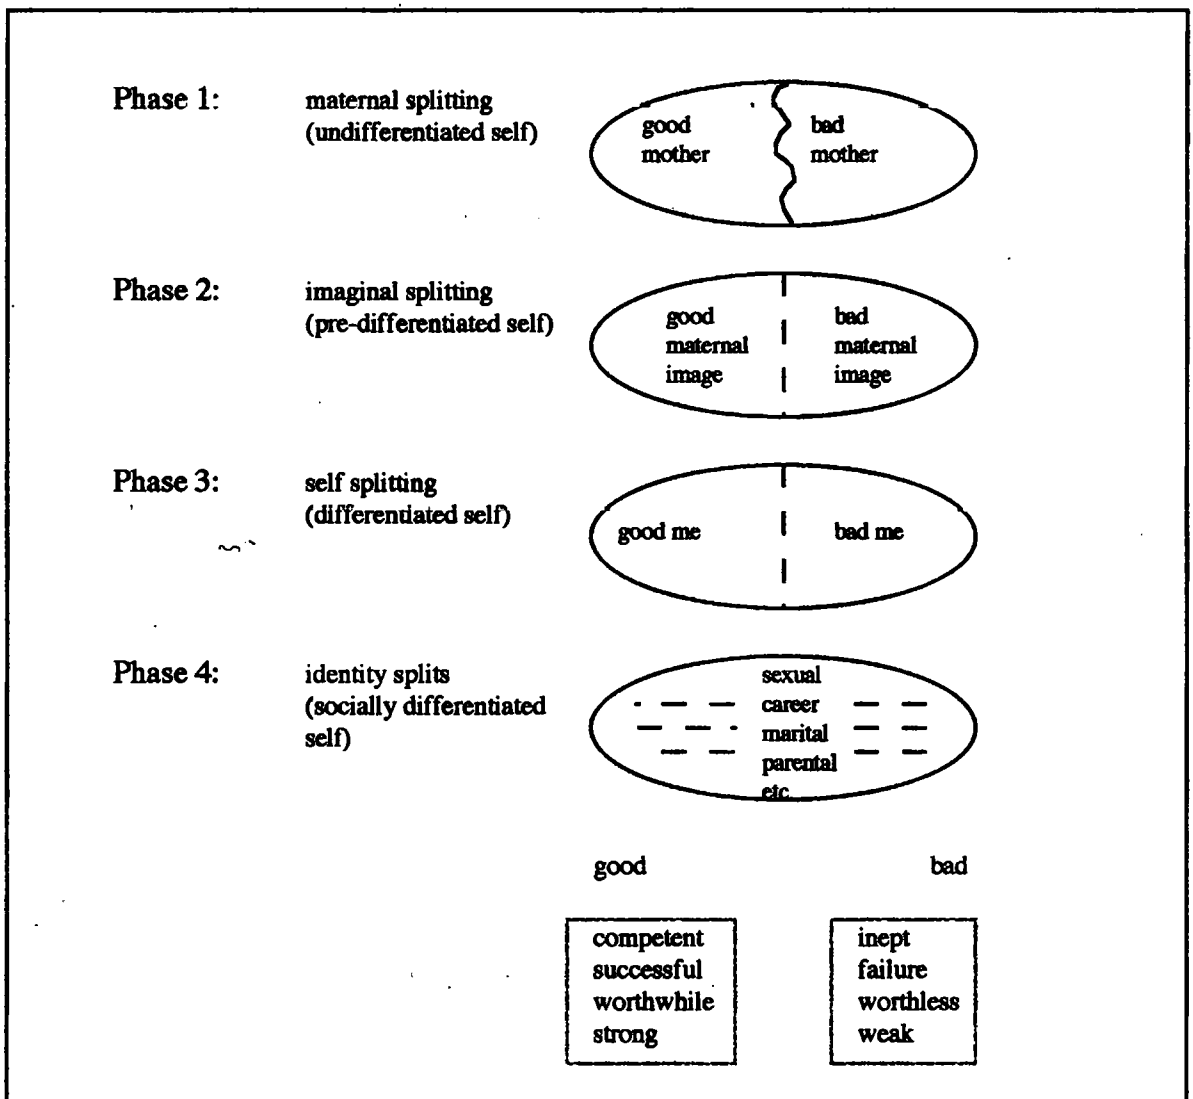 Phase 1:
maternal splitting
(undifferentiated self)
good
mother
bad
mother
Phase 2:
imaginal splitting
(pre-differentiated self)
good
maternal
image
bad
maternal
image
Phase 3:
self splitting
(differentiated self)
good me
bad me
Phase 4:
identity splits
(socially differentiated
self)
sexual
career
marital
parental
etc
good
bad
competent
successful
worthwhile
strong
inept
failure
worthless
weak